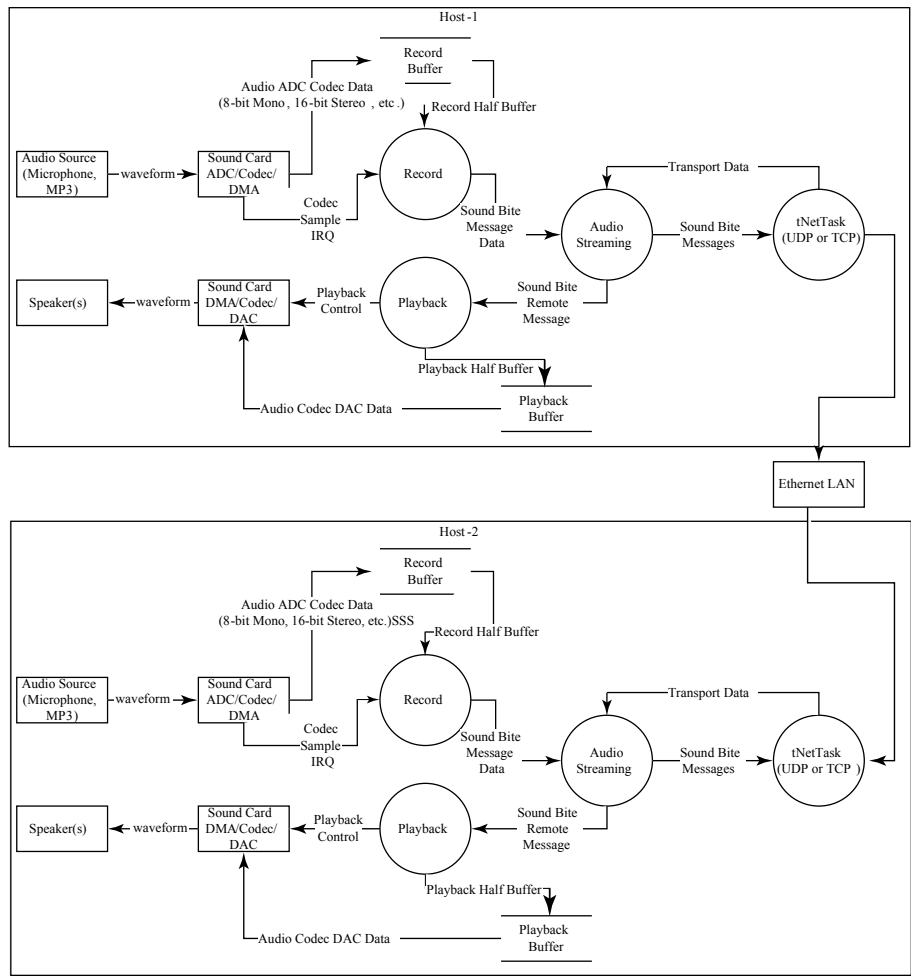 Host-1
Record
Buffer
Audio ADC Codec Data
(8-bit Mono, 16-bit Stereo, etc.)
Record Half Buffer
Audio Source
(Microphone,
MP3)
waveform
Sound Card
ADC/Codec/
DMA
Record
Transport Data
Codec
Sample
IRQ
Sound Bite
Message
Data
Audio
Streaming
Sound Bite
Messages
tNetTask
(UDP or TCP)
Speaker(s)
waveform
Sound Card
DMA/Codec/
DAC
Playback
Control
Playback
Sound Bite
Remote
Message
Playback Half Buffer
Audio Codec DAC Data
Playback
Buffer
Ethernet LAN
Host-2
Record
Buffer
Audio ADC Codec Data
(8-bit Mono, 16-bit Stereo, etc.)SSS
Record Half Buffer
Audio Source
(Microphone,
MP3)
waveform
Sound Card
ADC/Codec/
DMA
Record
Transport Data
Codec
Sample
IRQ
Sound Bite
Message
Data
Audio
Streaming
Sound Bite
Messages
tNetTask
(UDP or TCP)
Speaker(s)
waveform
Sound Card
DMA/Codec/
DAC
Playback
Control
Playback
Sound Bite
Remote
Message
Playback Half Buffer
Audio Codec DAC Data
Playback
Buffer